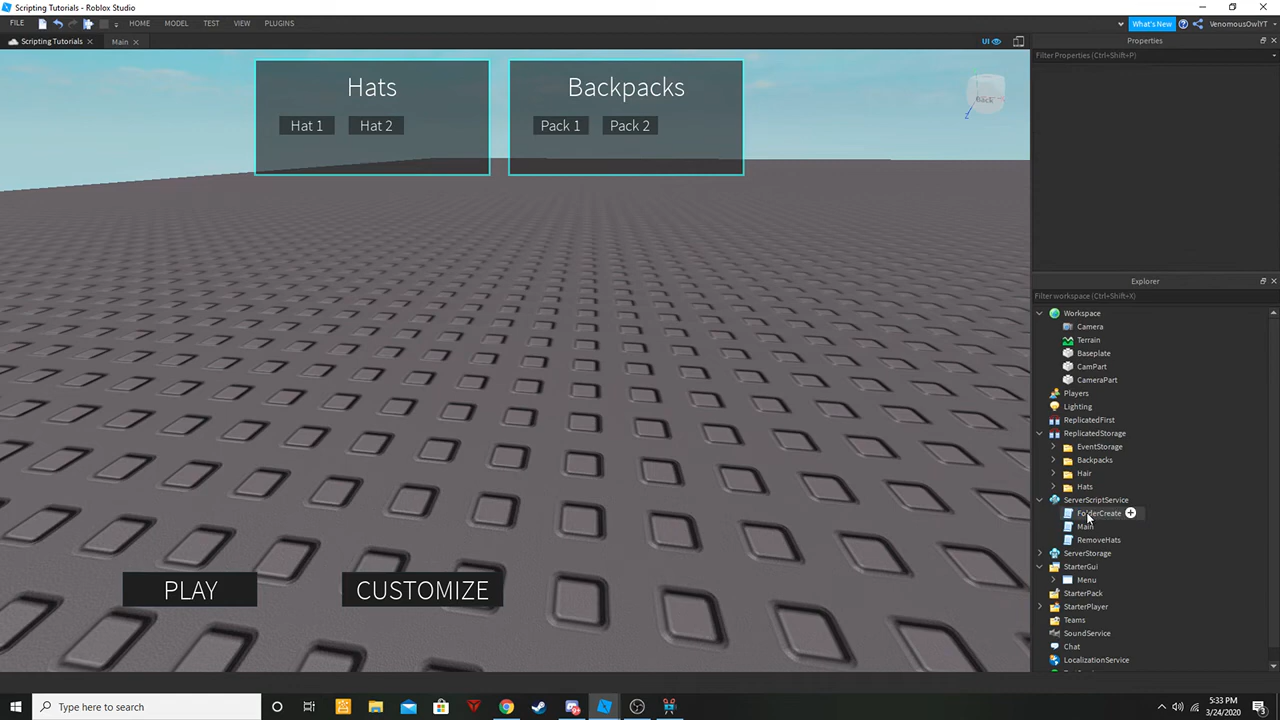 Scripting Tutorials - Roblox Studio
FILE HOME MODEL TEST VIEW PLUGINS What's New VenomousOwlYT
Scripting Tutorials Main UI Properties
Filter Properties (Ctrl+Shift+P)
Hats Backpacks
Hat 1 Hat 2 Pack 1 Pack 2
Back
Explorer
Filter workspace (Ctrl+Shift+X)
Workspace
Camera
Terrain
Baseplate
CamPart
CameraPart
Players
Lighting
ReplicatedFirst
ReplicatedStorage
EventStorage
Backpacks
Hair
Hats
ServerScriptService
FolderCreate
Main
RemoveHats
ServerStorage
StarterGui
Menu
StarterPack
StarterPlayer
Teams
SoundService
Chat
LocalizationService
PLAY CUSTOMIZE
Type here to search
5:33 PM
3/24/2020